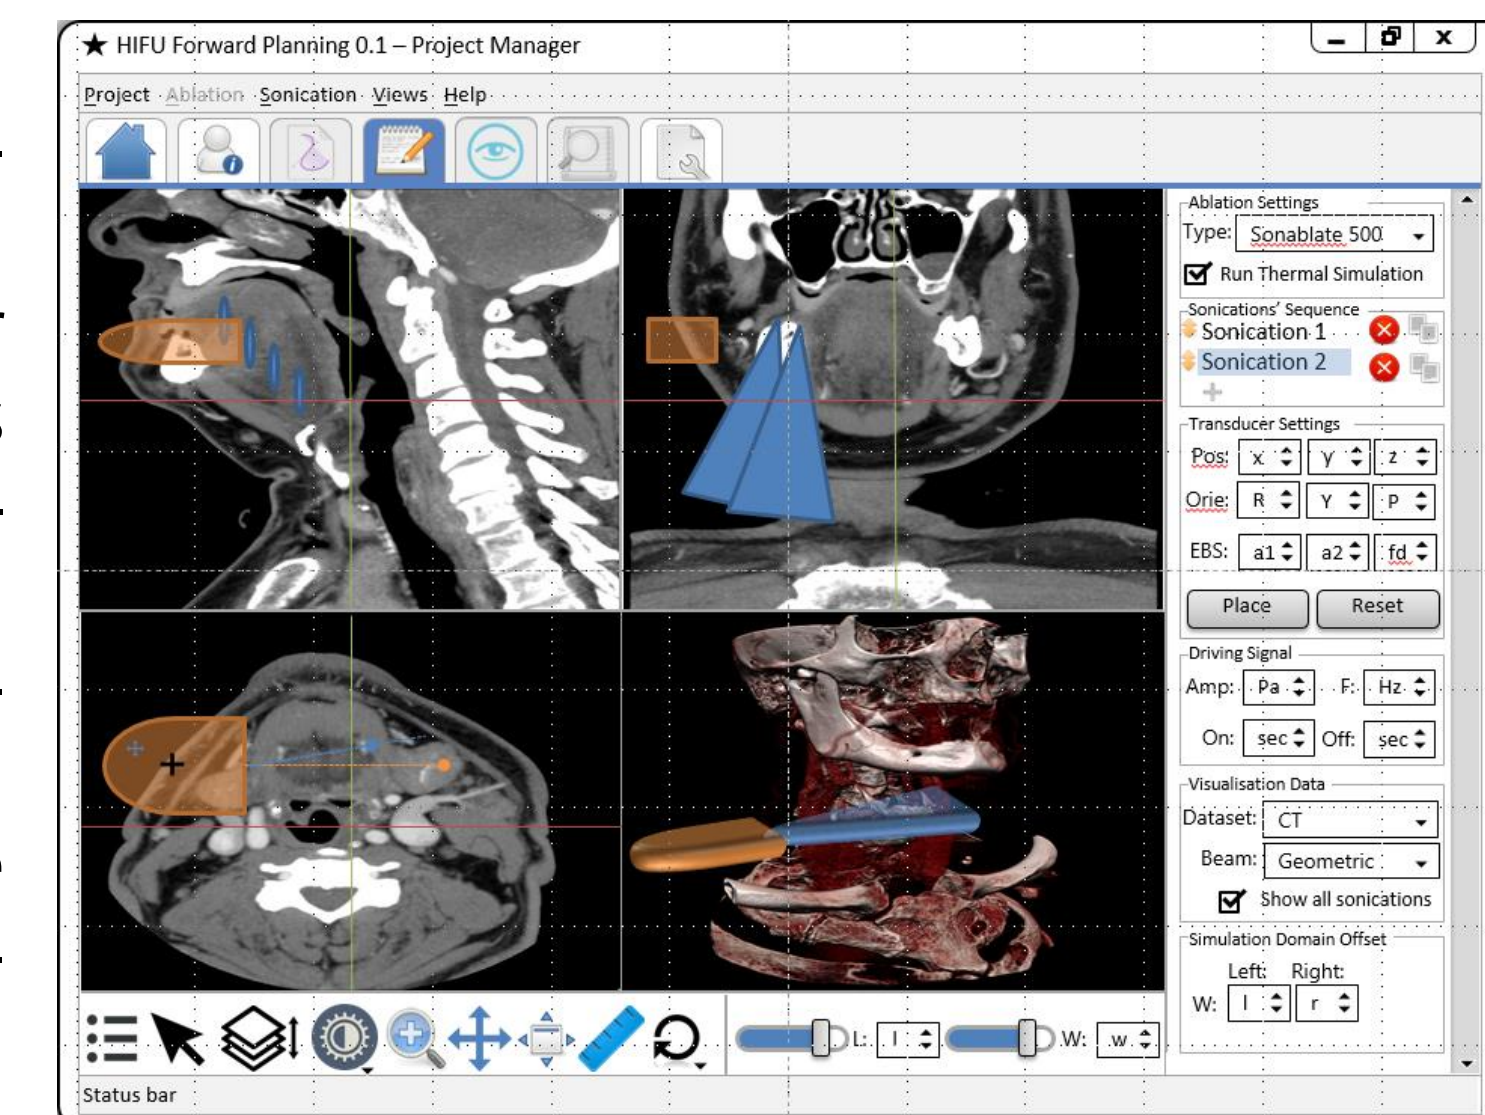 ★ HIFU Forward Planning 0.1 – Project Manager
Project Ablation Sonication Views Help
Ablation Settings
Type: Sonablate 500
Run Thermal Simulation
Sonications' Sequence
Sonication 1
Sonication 2
Transducer Settings
Pos: x y z
Orie: R Y P
EBS: a1 a2 fd
Place Reset
Driving Signal
Amp: Pa F: Hz
On: sec Off: sec
Visualisation Data
Dataset: CT
Beam: Geometric
Show all sonications
Simulation Domain Offset
Left: Right:
W: l r
L: l W: w
Status bar